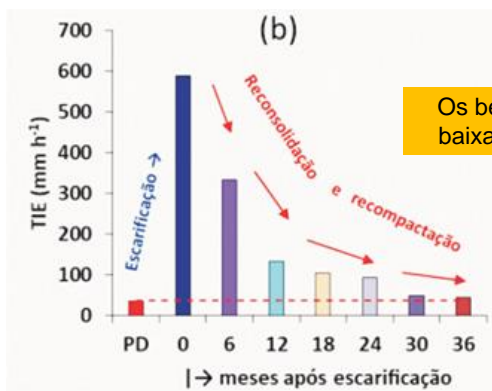 (b)
700
600
500
400
300
200
100
0
TIE (mm h⁻¹)
Escarificação →
Reconsolidação e recompactação
Os be
baixa
PD 0 6 12 18 24 30 36
|→ meses após escarificação